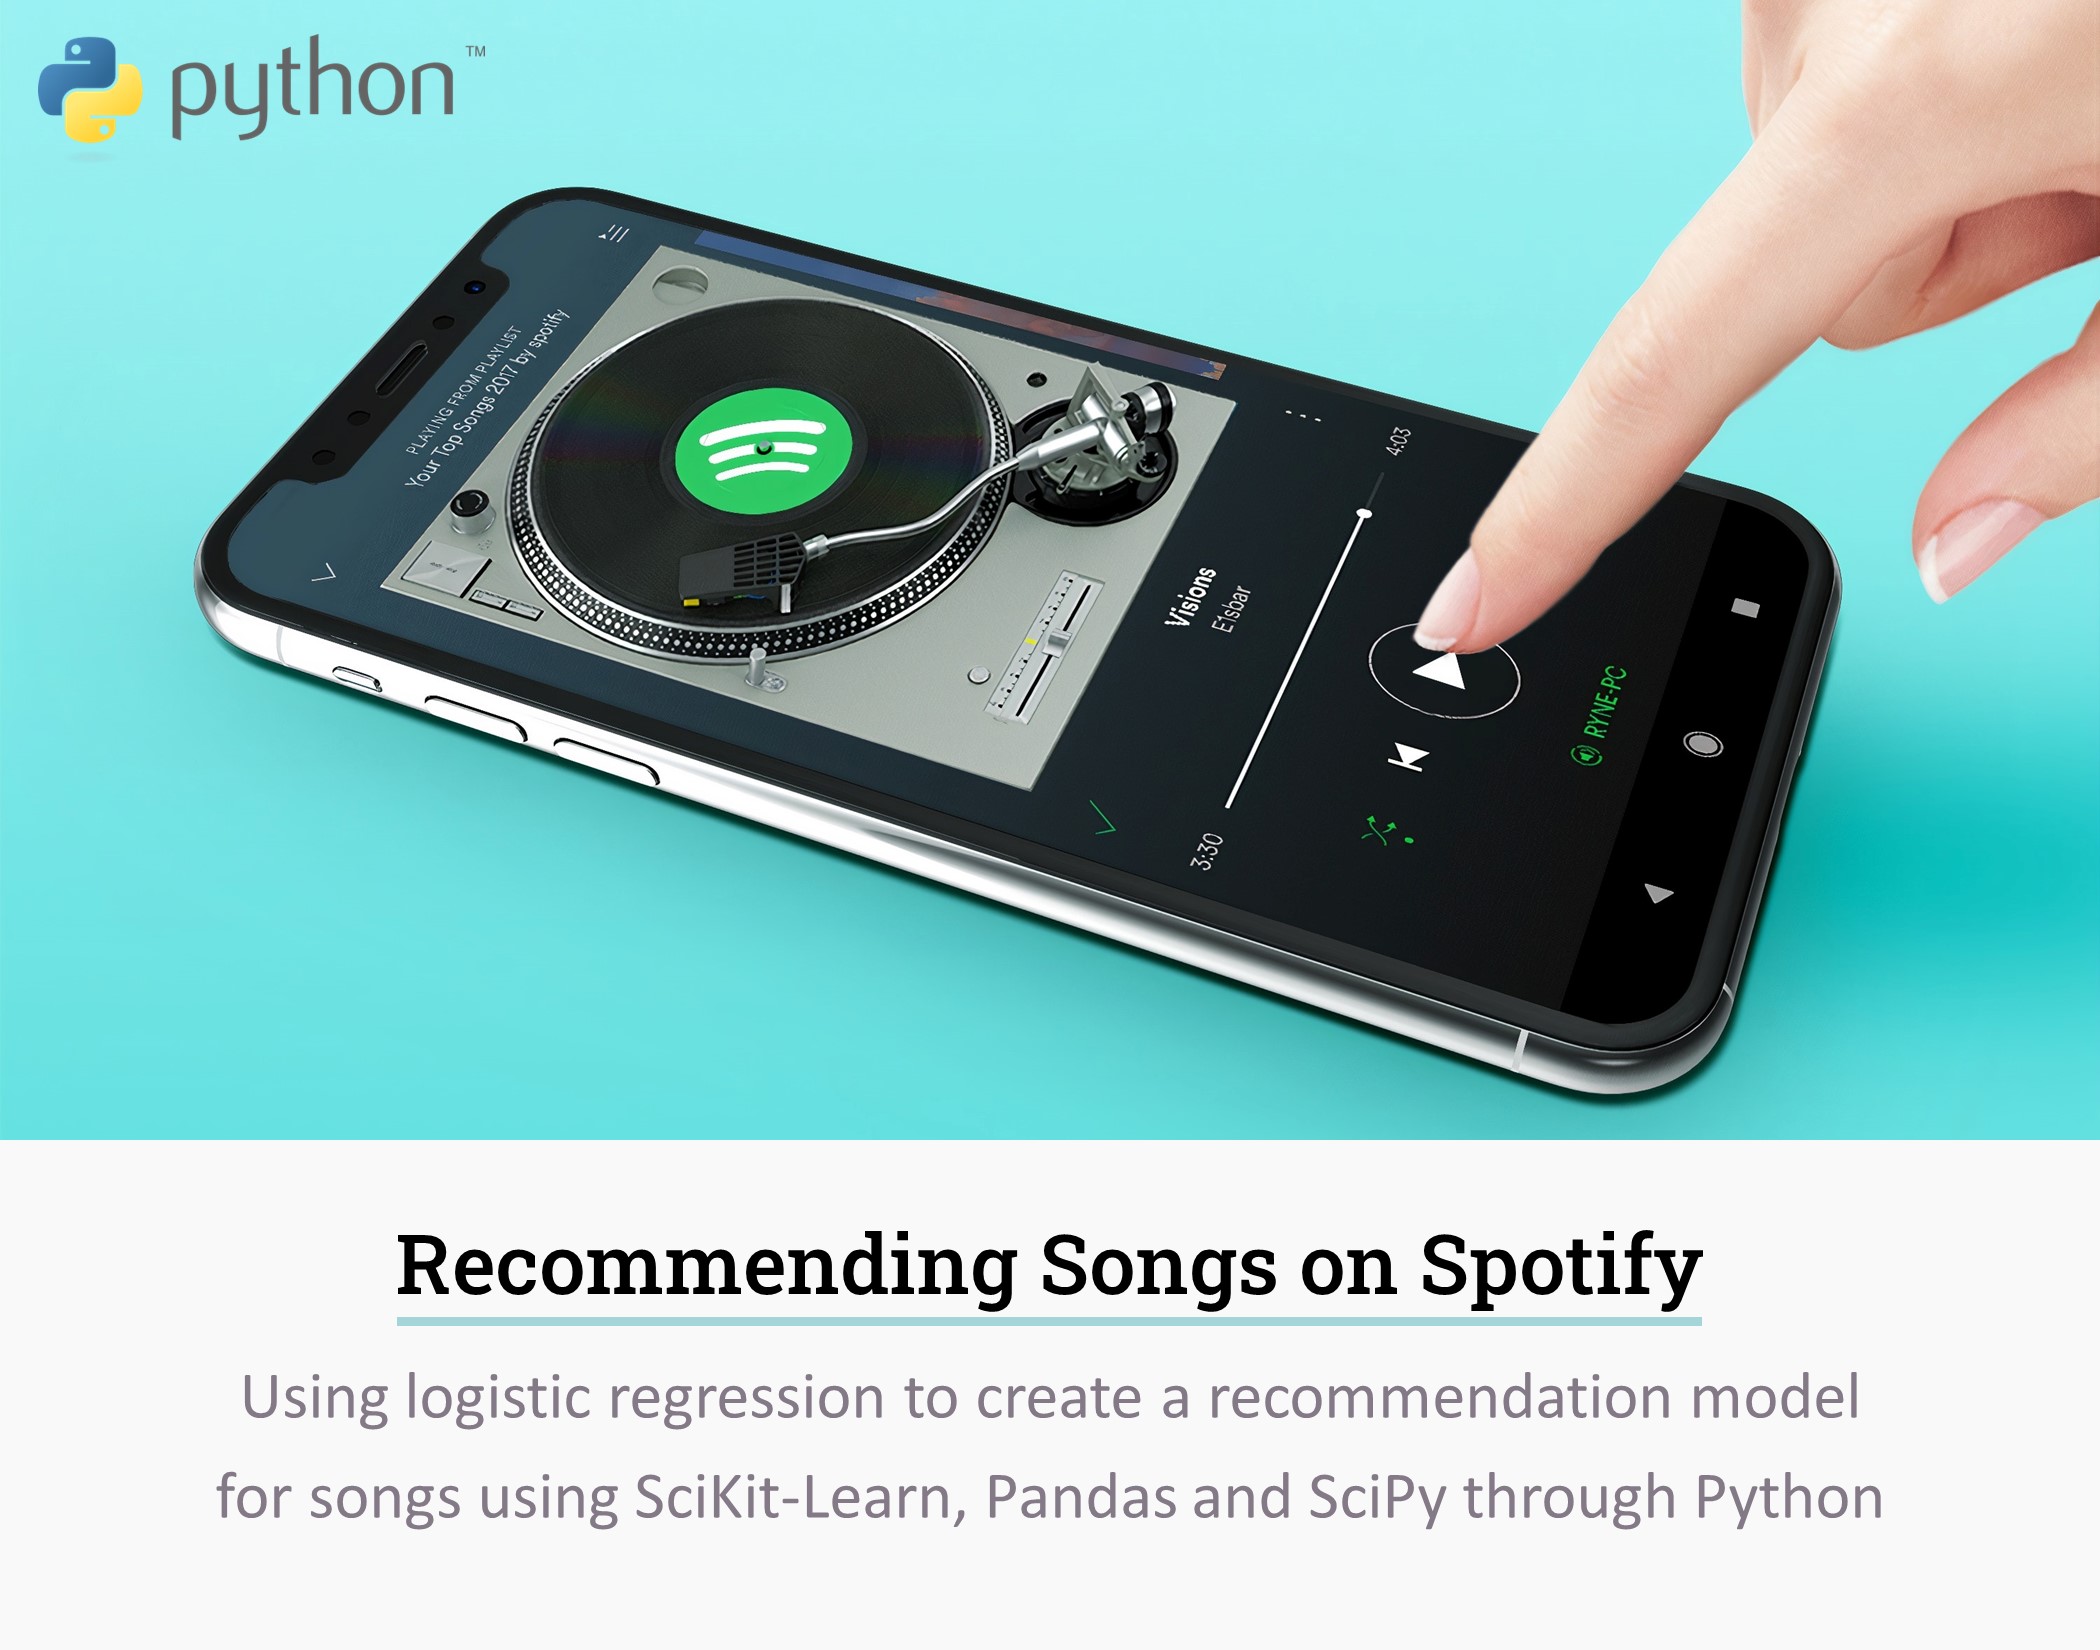 python™
PLAYING FROM PLAYLIST
Your Top Songs 2017 by spotify
Visions
E1sbar
3:30
4:03
RYNE-PC
Recommending Songs on Spotify
Using logistic regression to create a recommendation model
for songs using SciKit-Learn, Pandas and SciPy through Python